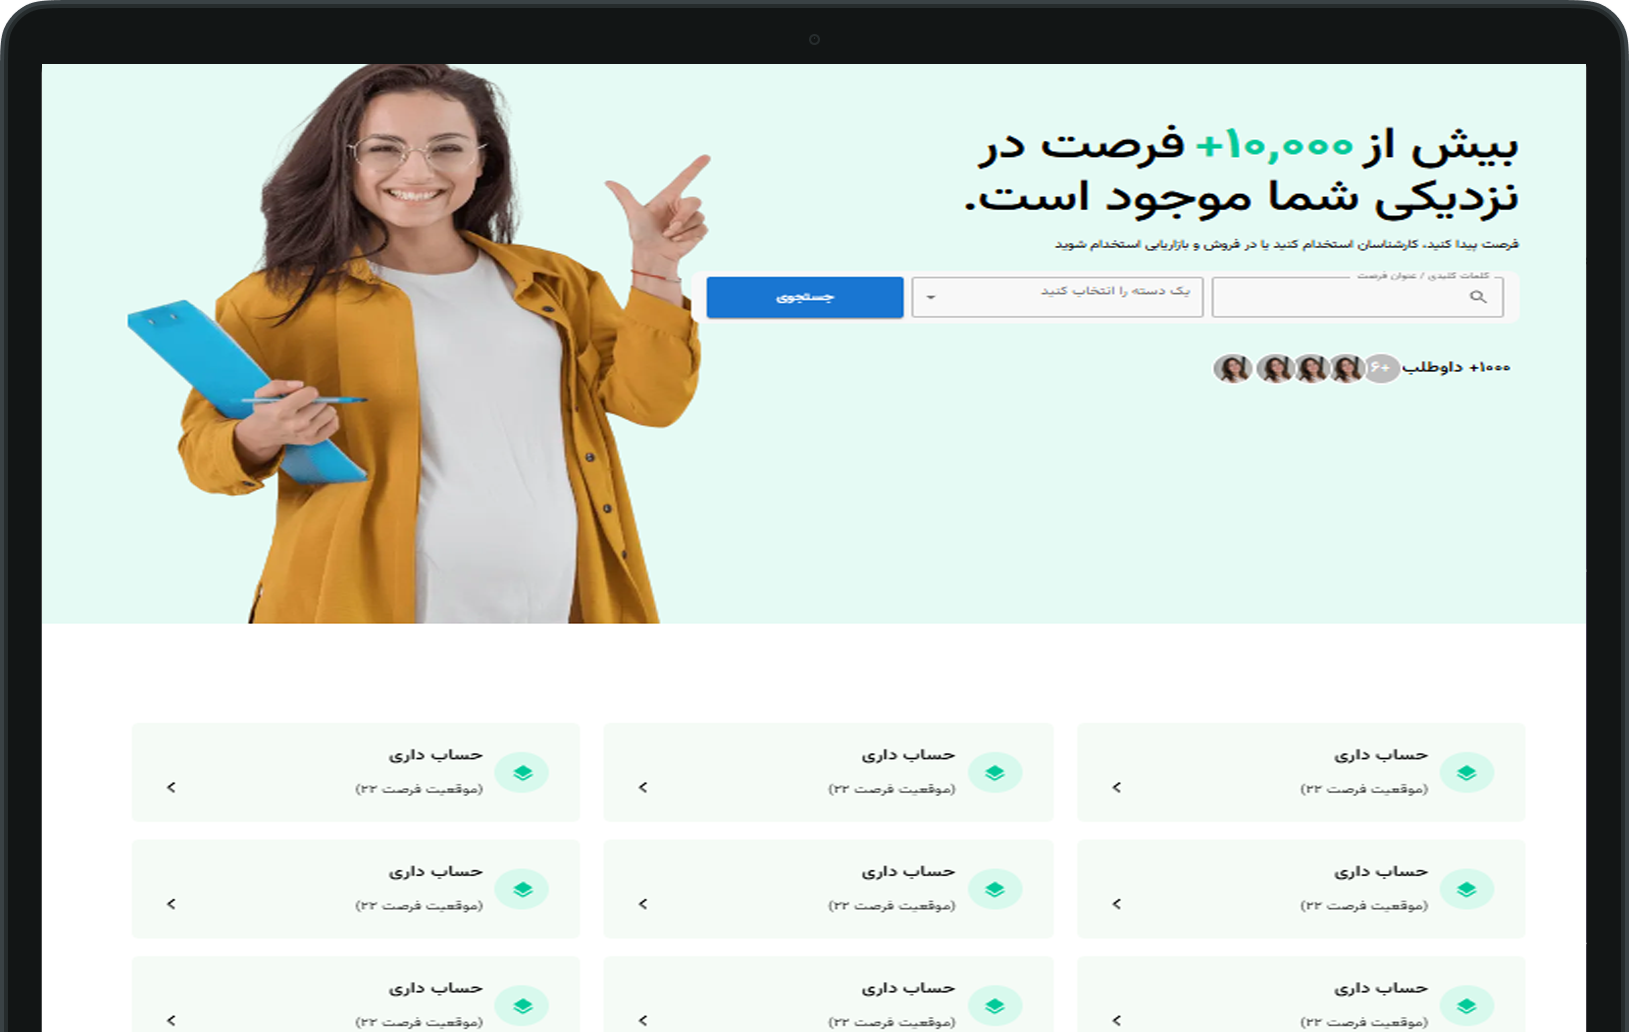 بیش از ۱۰,۰۰۰+ فرصت در
نزدیکی شما موجود است.
فرصت پیدا کنید، کارشناسان استخدام کنید یا در فروش و بازاریابی استخدام شوید
کلمات کلیدی / عنوان فرصت
یک دسته را انتخاب کنید
جستجوی
۱۰۰۰+ داوطلب
+۶
حساب داری
(موقعیت فرصت ۲۲)
حساب داری
(موقعیت فرصت ۲۲)
حساب داری
(موقعیت فرصت ۲۲)
حساب داری
(موقعیت فرصت ۲۲)
حساب داری
(موقعیت فرصت ۲۲)
حساب داری
(موقعیت فرصت ۲۲)
حساب داری
(موقعیت فرصت ۲۲)
حساب داری
(موقعیت فرصت ۲۲)
حساب داری
(موقعیت فرصت ۲۲)